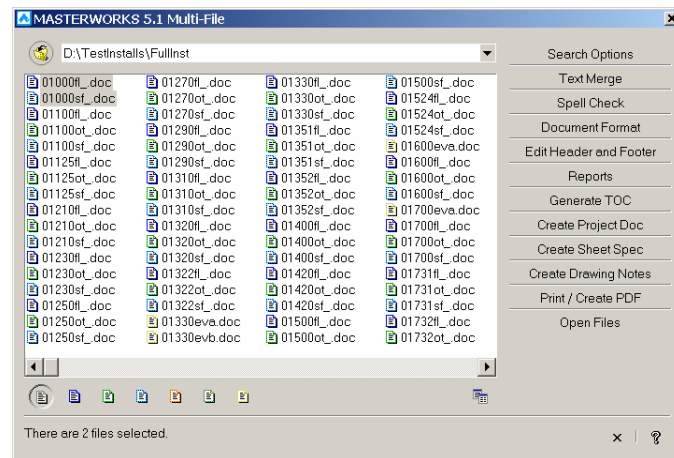 MASTERWORKS 5.1 Multi-File
D:\TestInstalls\FullInst
01000fl_.doc 01270fl_.doc 01330fl_.doc 01500sf_.doc
01000sf_.doc 01270ot_.doc 01330ot_.doc 01524fl_.doc
01100fl_.doc 01270sf_.doc 01330sf_.doc 01524ot_.doc
01100ot_.doc 01290fl_.doc 01351fl_.doc 01524sf_.doc
01100sf_.doc 01290ot_.doc 01351ot_.doc 01600eva.doc
01125fl_.doc 01290sf_.doc 01351sf_.doc 01600fl_.doc
01125ot_.doc 01310fl_.doc 01352fl_.doc 01600ot_.doc
01125sf_.doc 01310ot_.doc 01352ot_.doc 01600sf_.doc
01210fl_.doc 01310sf_.doc 01352sf_.doc 01700eva.doc
01210ot_.doc 01320fl_.doc 01400fl_.doc 01700fl_.doc
01210sf_.doc 01320ot_.doc 01400ot_.doc 01700ot_.doc
01230fl_.doc 01320sf_.doc 01400sf_.doc 01700sf_.doc
01230ot_.doc 01322fl_.doc 01420fl_.doc 01731fl_.doc
01230sf_.doc 01322ot_.doc 01420ot_.doc 01731ot_.doc
01250fl_.doc 01322sf_.doc 01420sf_.doc 01731sf_.doc
01250ot_.doc 01330eva.doc 01500fl_.doc 01732fl_.doc
01250sf_.doc 01330evb.doc 01500ot_.doc 01732ot_.doc
Search Options
Text Merge
Spell Check
Document Format
Edit Header and Footer
Reports
Generate TOC
Create Project Doc
Create Sheet Spec
Create Drawing Notes
Print / Create PDF
Open Files
There are 2 files selected.